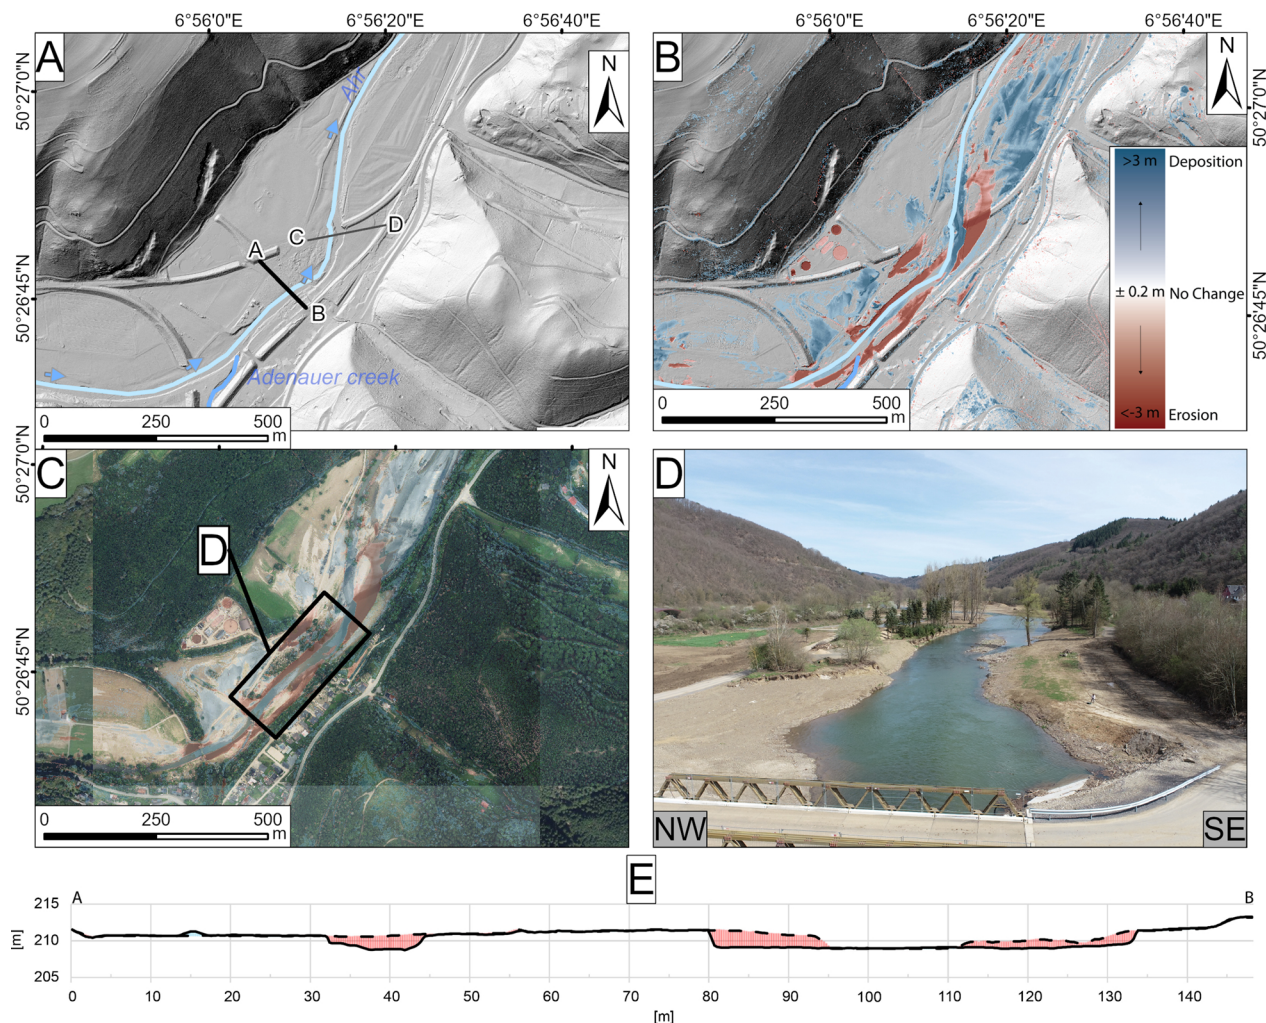 6°56'0"E 6°56'20"E 6°56'40"E
6°56'0"E 6°56'20"E 6°56'40"E
A
N
Ahr
50°27'0"N
C
D
A
B
50°26'45"N
Adenauer creek
0 250 500
m
B
N
50°27'0"N
>3 m Deposition
± 0.2 m No Change
50°26'45"N
<-3 m Erosion
0 250 500
m
C
N
50°27'0"N
D
50°26'45"N
0 250 500
m
D
NW SE
E
A B
215
[m] 210
205
0 10 20 30 40 50 60 70 80 90 100 110 120 130 140
[m]